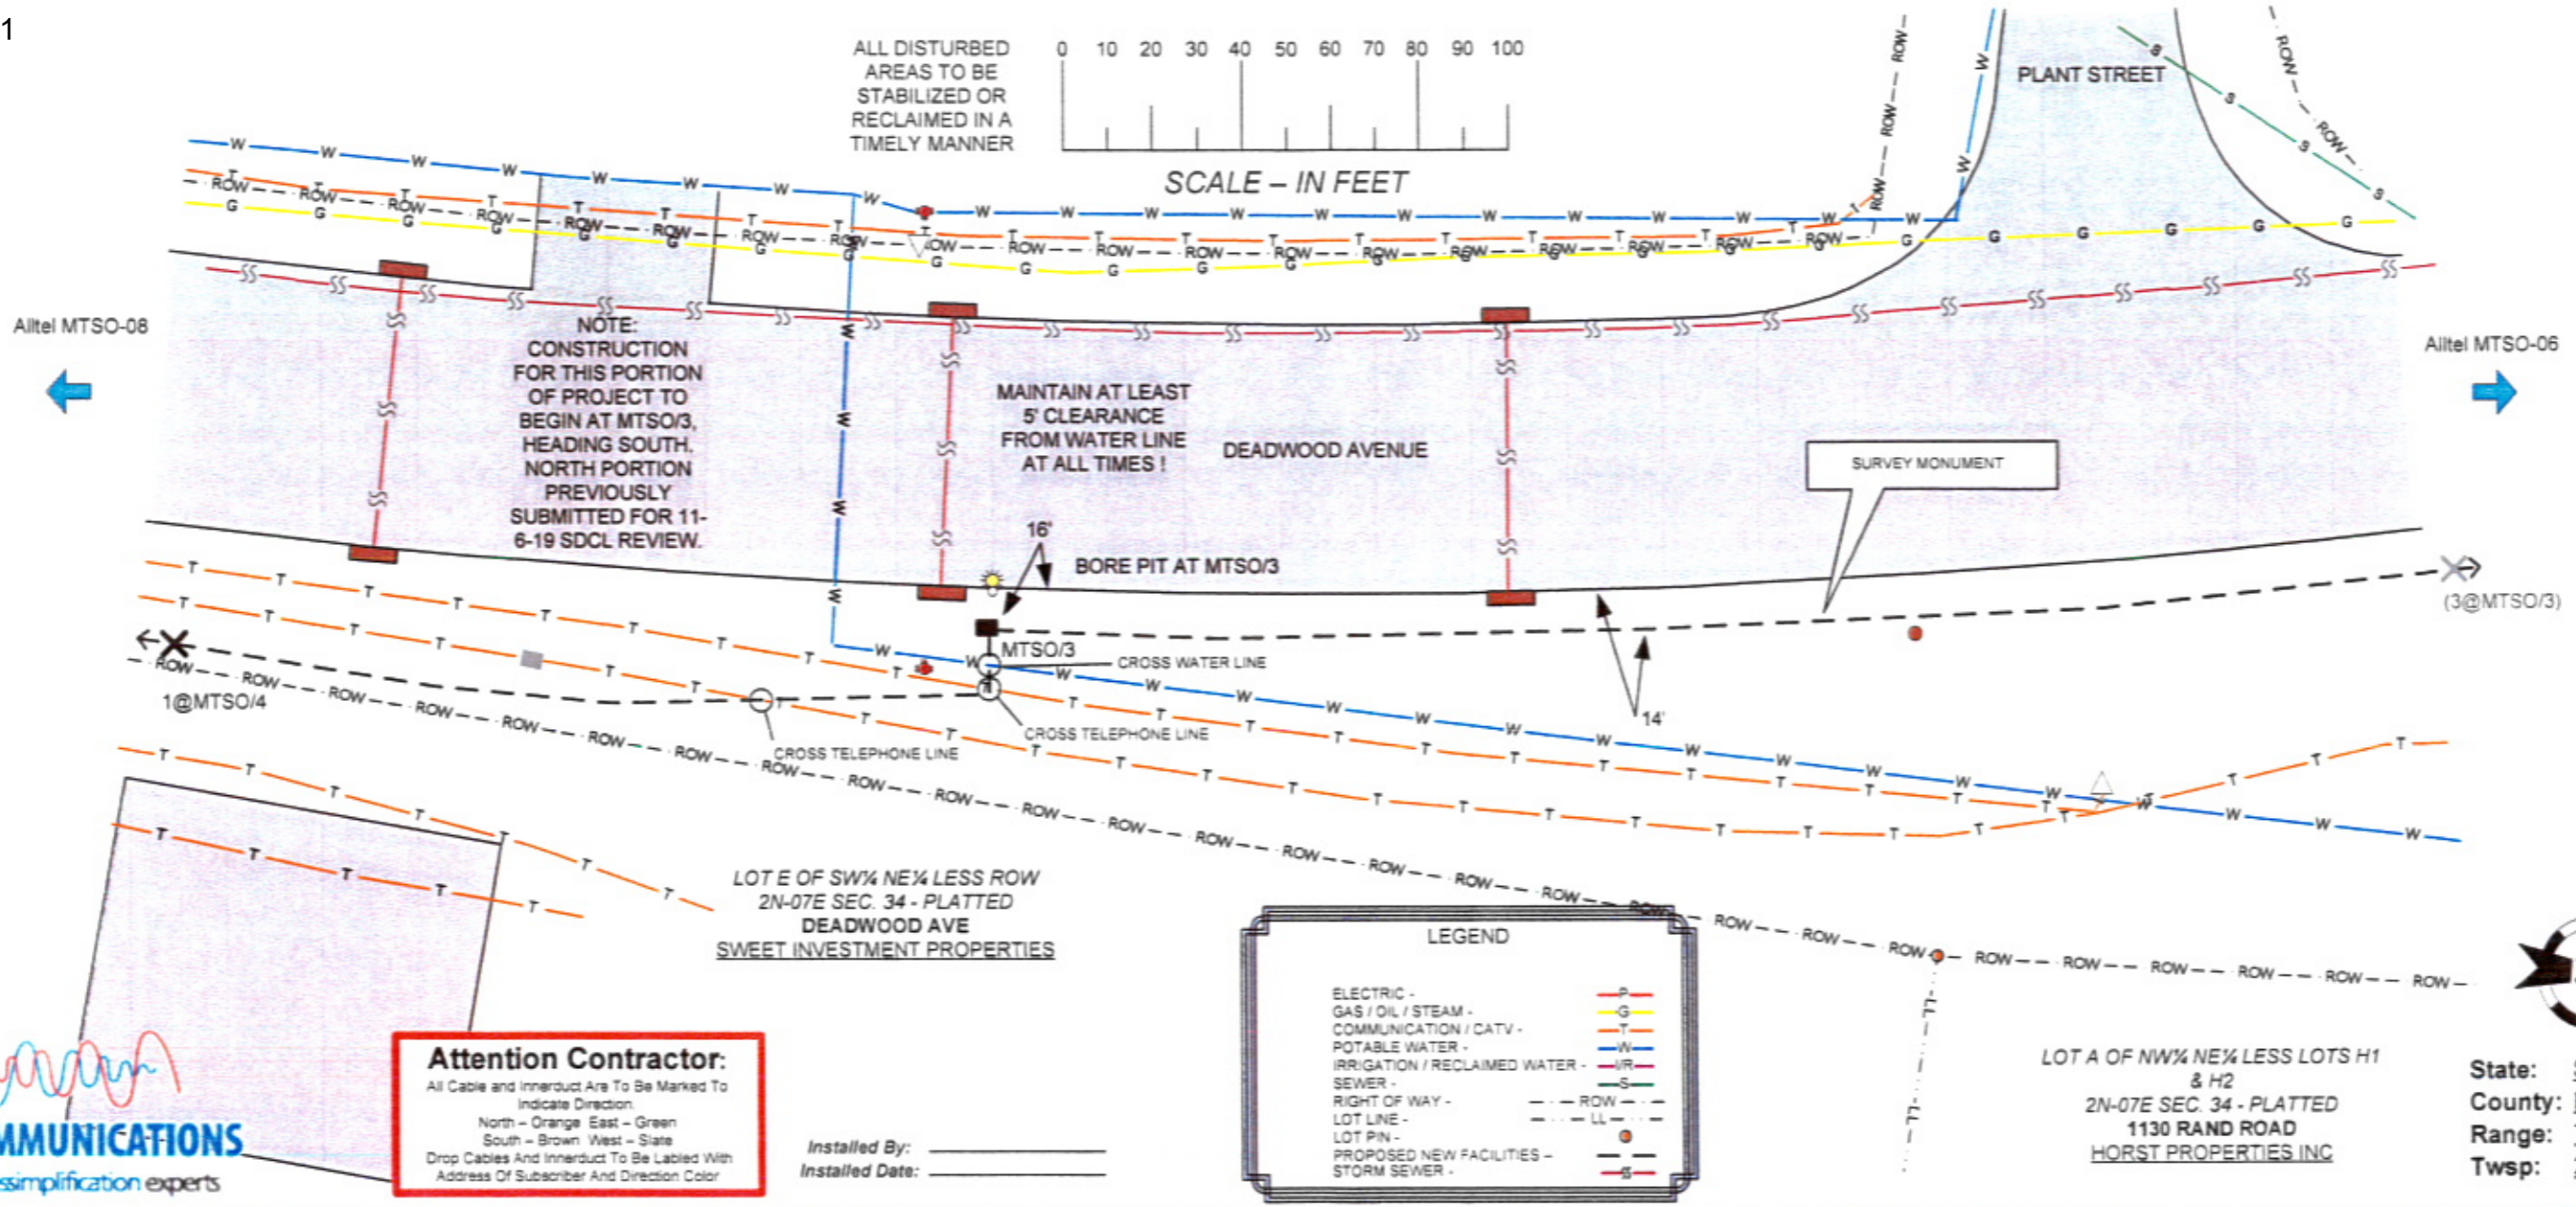 1
ALL DISTURBED
AREAS TO BE
STABILIZED OR
RECLAIMED IN A
TIMELY MANNER
0 10 20 30 40 50 60 70 80 90 100
SCALE – IN FEET
PLANT STREET
Alltel MTSO-08
Alltel MTSO-06
NOTE:
CONSTRUCTION
FOR THIS PORTION
OF PROJECT TO
BEGIN AT MTSO/3,
HEADING SOUTH.
NORTH PORTION
PREVIOUSLY
SUBMITTED FOR 11-
6-19 SDCL REVIEW.
MAINTAIN AT LEAST
5' CLEARANCE
FROM WATER LINE
AT ALL TIMES !
DEADWOOD AVENUE
SURVEY MONUMENT
16'
BORE PIT AT MTSO/3
(3@MTSO/3)
MTSO/3
CROSS WATER LINE
1@MTSO/4
14'
CROSS TELEPHONE LINE
CROSS TELEPHONE LINE
LOT E OF SW¼ NE¼ LESS ROW
2N-07E SEC. 34 - PLATTED
DEADWOOD AVE
SWEET INVESTMENT PROPERTIES
LEGEND
ELECTRIC - P
GAS / OIL / STEAM - G
COMMUNICATION / CATV - T
POTABLE WATER - W
IRRIGATION / RECLAIMED WATER - I/R
SEWER - S
RIGHT OF WAY - ROW
LOT LINE - LL
LOT PIN -
PROPOSED NEW FACILITIES –
STORM SEWER - SS
Attention Contractor:
All Cable and Innerduct Are To Be Marked To
Indicate Direction.
North – Orange East – Green
South – Brown West – Slate
Drop Cables And Innerduct To Be Labled With
Address Of Subscriber And Direction Color
Installed By:
Installed Date:
LOT A OF NW¼ NE¼ LESS LOTS H1
& H2
2N-07E SEC. 34 - PLATTED
1130 RAND ROAD
HORST PROPERTIES INC
State:
County:
Range:
Twsp:
MMUNICATIONS
ssimplification experts